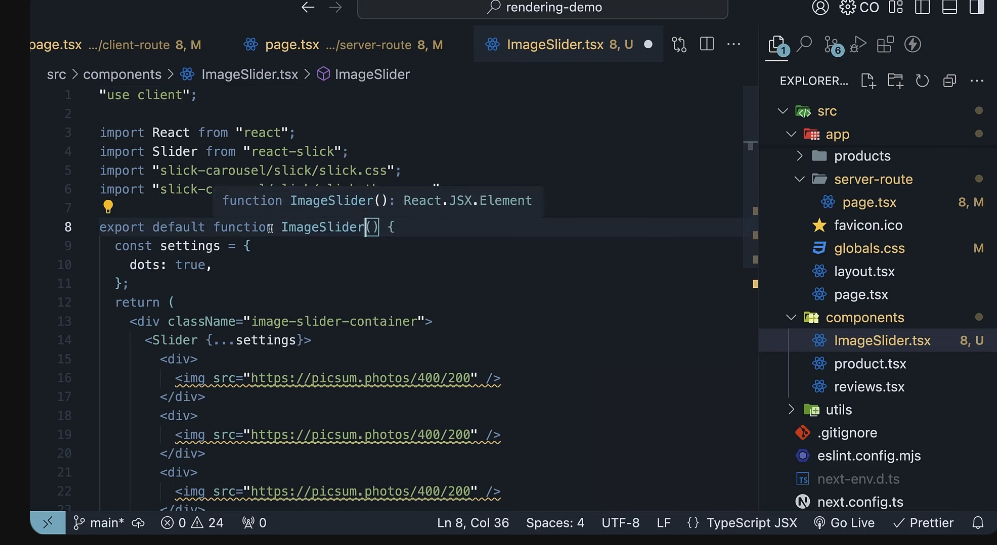 rendering-demo
CO
page.tsx .../client-route 8, M
page.tsx .../server-route 8, M
ImageSlider.tsx 8, U
src > components > ImageSlider.tsx > ImageSlider
1 "use client";
2
3 import React from "react";
4 import Slider from "react-slick";
5 import "slick-carousel/slick/slick.css";
6 import "slick-c
function ImageSlider(): React.JSX.Element
7
8 export default function ImageSlider() {
9 const settings = {
10 dots: true,
11 };
12 return (
13 <div className="image-slider-container">
14 <Slider {...settings}>
15 <div>
16 <img src="https://picsum.photos/400/200" />
17 </div>
18 <div>
19 <img src="https://picsum.photos/400/200" />
20 </div>
21 <div>
22 <img src="https://picsum.photos/400/200" />
23 </div>
1
6
EXPLORER...
src
app
products
server-route
page.tsx 8, M
favicon.ico
globals.css M
layout.tsx
page.tsx
components
ImageSlider.tsx 8, U
product.tsx
reviews.tsx
utils
.gitignore
eslint.config.mjs
TS next-env.d.ts
N next.config.ts
main* 0 24 0 Ln 8, Col 36 Spaces: 4 UTF-8 LF {} TypeScript JSX Go Live Prettier